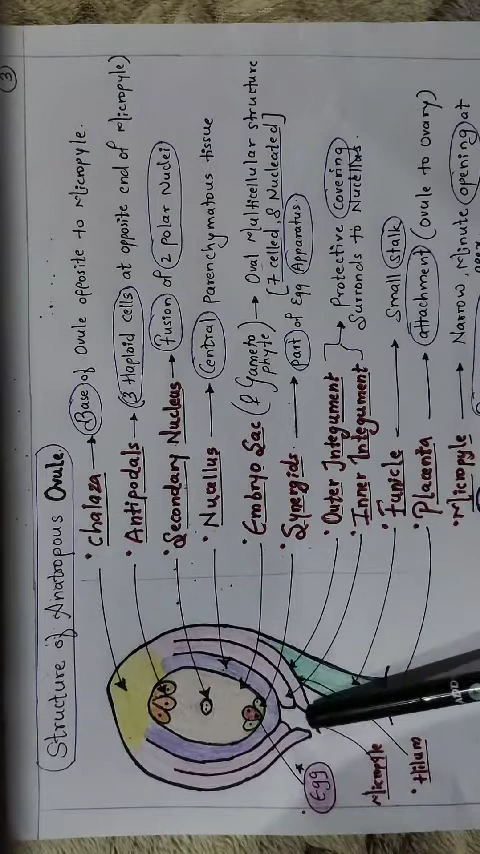 3
Structure of Anatropous Ovule
• Chalaza → Base of Ovule opposite to Micropyle.
• Antipodals → (3 Haploid cells) at opposite end of Micropyle)
• Secondary Nucleus → fusion of 2 polar Nuclei
• Nucellus → Central parenchymatous tissue
• Embryo Sac (♀ Gameto phyte) → Oval Multicellular structure
[7 celled, 8 Nucleated]
• Synergids → part of Egg Apparatus.
• Outer Integument
• Inner Integument
→ Protective Covering
Surronds to Nucellus.
• Funicle → Small stalk
• Placenta → attachment (ovule to ovary)
• Micropyle → Narrow, Minute opening at
• Egg
Micropyle
• Hilum